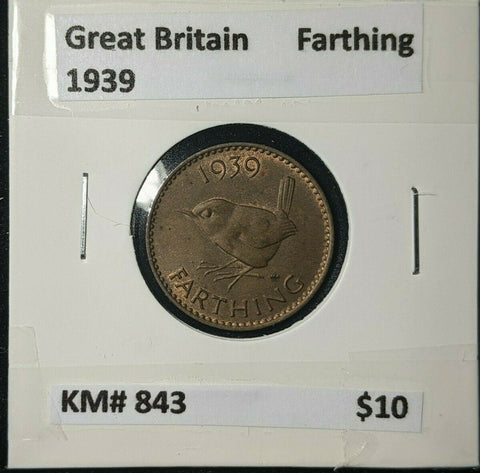 Great Britain Farthing
1939
1939
FARTHING
KM# 843 $10